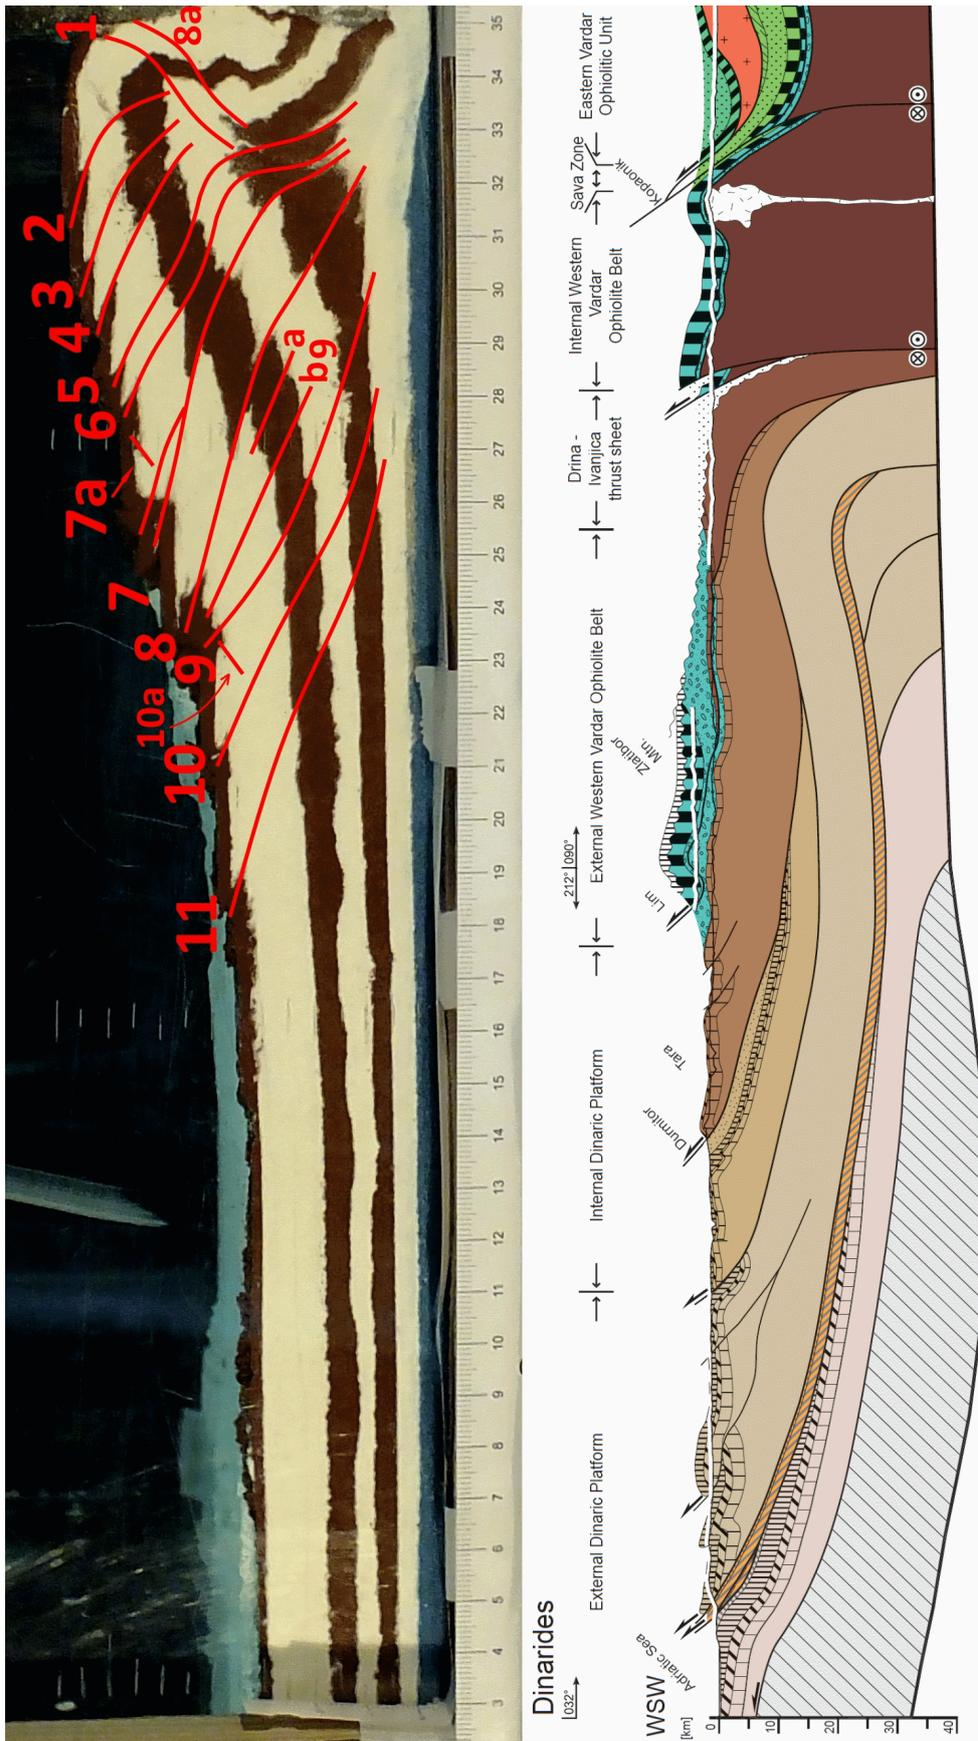 1
8a
2
3
4
5
6
7a
7
8
9
10a
10
11
a
b9
3 4 5 6 7 8 9 10 11 12 13 14 15 16 17 18 19 20 21 22 23 24 25 26 27 28 29 30 31 32 33 34 35
Dinarides
032°
212° 090°
External Dinaric Platform
Internal Dinaric Platform
External Western Vardar Ophiolite Belt
Drina -
Ivanjica
thrust sheet
Internal Western
Vardar
Ophiolite Belt
Sava Zone
Eastern Vardar
Ophiolitic Unit
WSW
Adriatic Sea
Durmitor
Tara
Lim
Zlatibor
Mtn.
Kopaonik
[km]
0
10
20
30
40